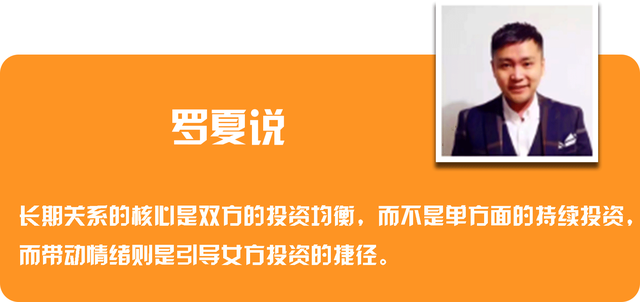 罗夏说
长期关系的核心是双方的投资均衡，而不是单方面的持续投资，
而带动情绪则是引导女方投资的捷径。